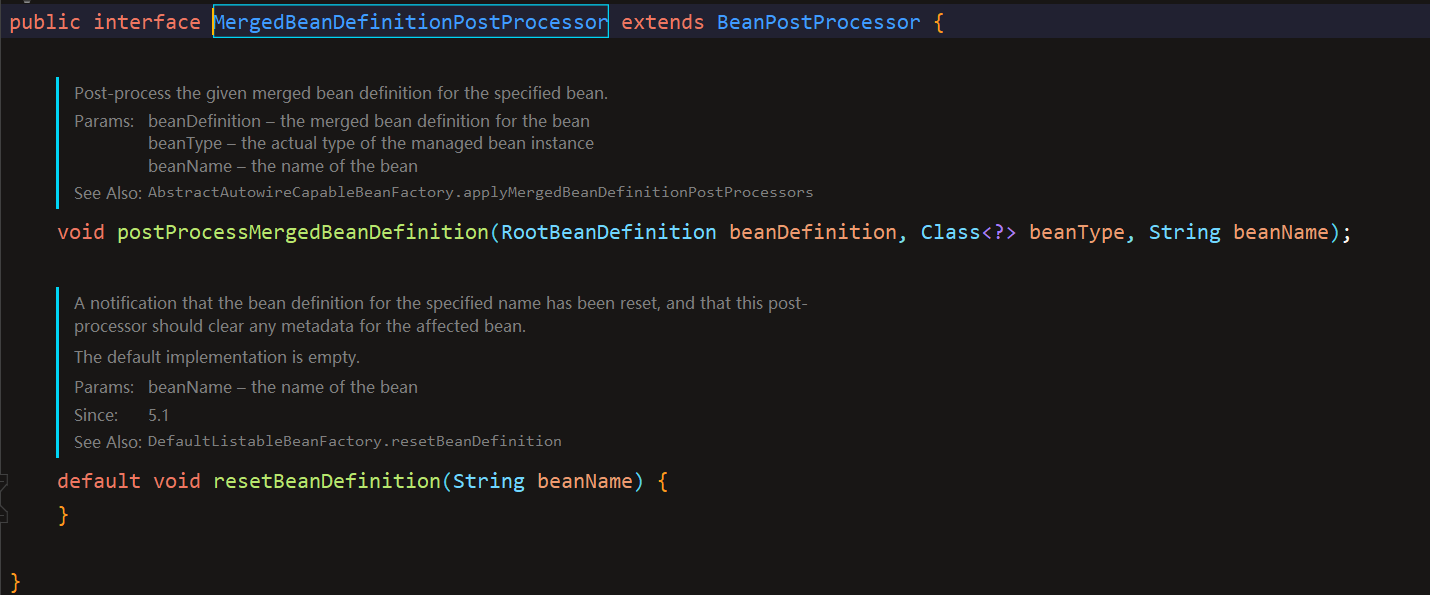 public interface MergedBeanDefinitionPostProcessor extends BeanPostProcessor {
Post-process the given merged bean definition for the specified bean.
Params: beanDefinition – the merged bean definition for the bean
beanType – the actual type of the managed bean instance
beanName – the name of the bean
See Also: AbstractAutowireCapableBeanFactory.applyMergedBeanDefinitionPostProcessors
void postProcessMergedBeanDefinition(RootBeanDefinition beanDefinition, Class<?> beanType, String beanName);
A notification that the bean definition for the specified name has been reset, and that this post-
processor should clear any metadata for the affected bean.
The default implementation is empty.
Params: beanName – the name of the bean
Since: 5.1
See Also: DefaultListableBeanFactory.resetBeanDefinition
default void resetBeanDefinition(String beanName) {
}
}